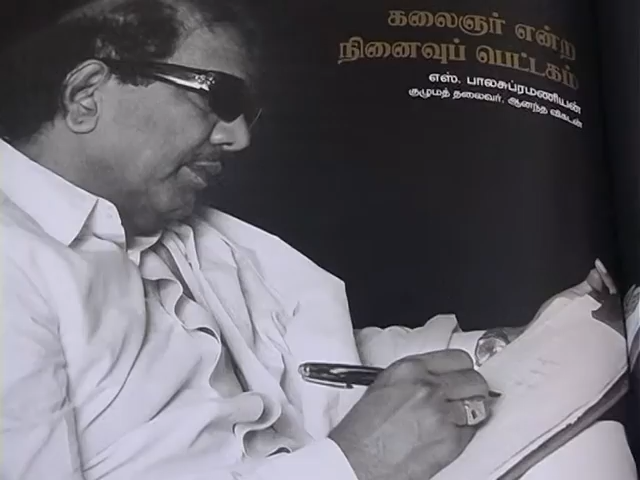 கலைஞர் என்ற
நினைவுப் பெட்டகம்
எஸ். பாலசுப்ரமணியன்
குழுமத் தலைவர், ஆனந்த விகடன்